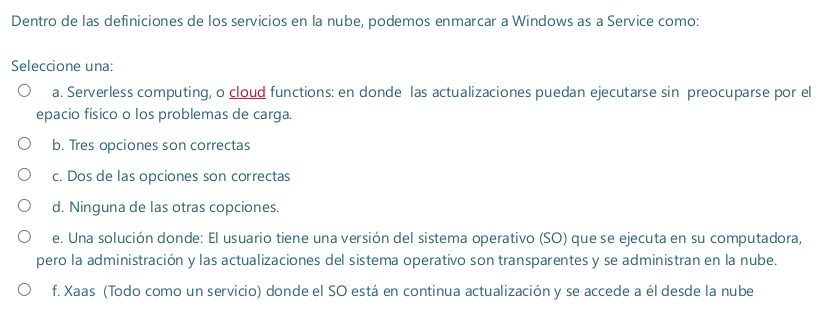 Dentro de las definiciones de los servicios en la nube, podemos enmarcar a Windows as a Service como:
Seleccione una:
a. Serverless computing, o cloud functions: en donde las actualizaciones puedan ejecutarse sin preocuparse por el
epacio físico o los problemas de carga.
b. Tres opciones son correctas
c. Dos de las opciones son correctas
d. Ninguna de las otras copciones.
e. Una solución donde: El usuario tiene una versión del sistema operativo (SO) que se ejecuta en su computadora,
pero la administración y las actualizaciones del sistema operativo son transparentes y se administran en la nube.
f. Xaas (Todo como un servicio) donde el SO está en continua actualización y se accede a él desde la nube